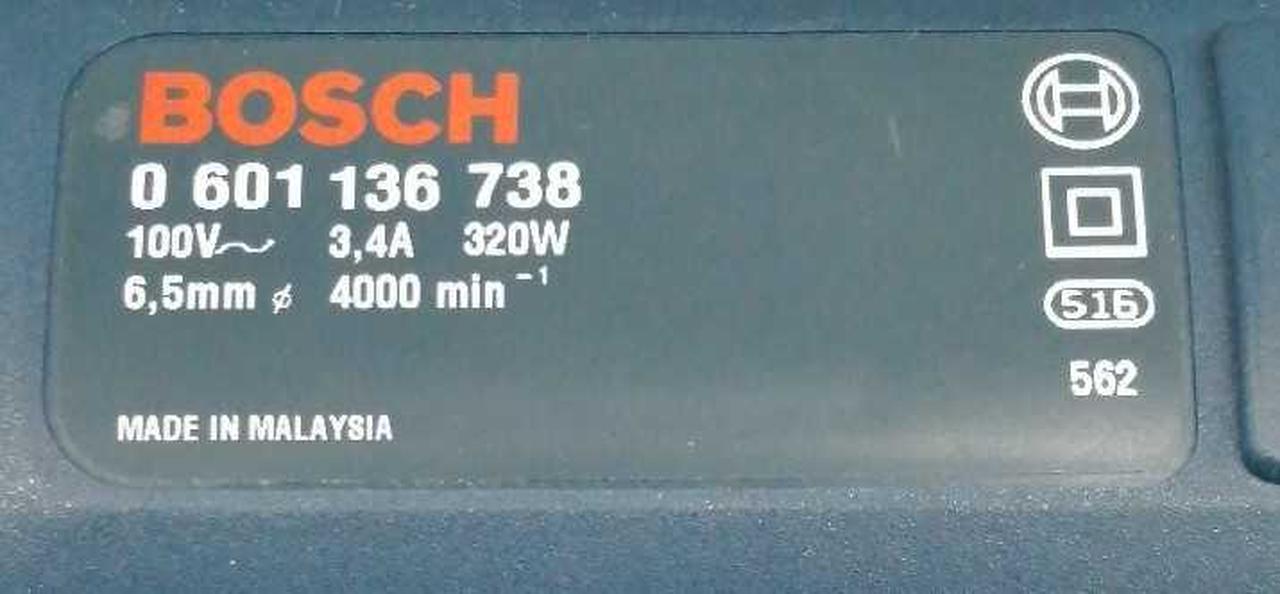 BOSCH
0 601 136 738
100V~ 3,4A 320W
6,5mm ⌀ 4000 min⁻¹
516
562
MADE IN MALAYSIA